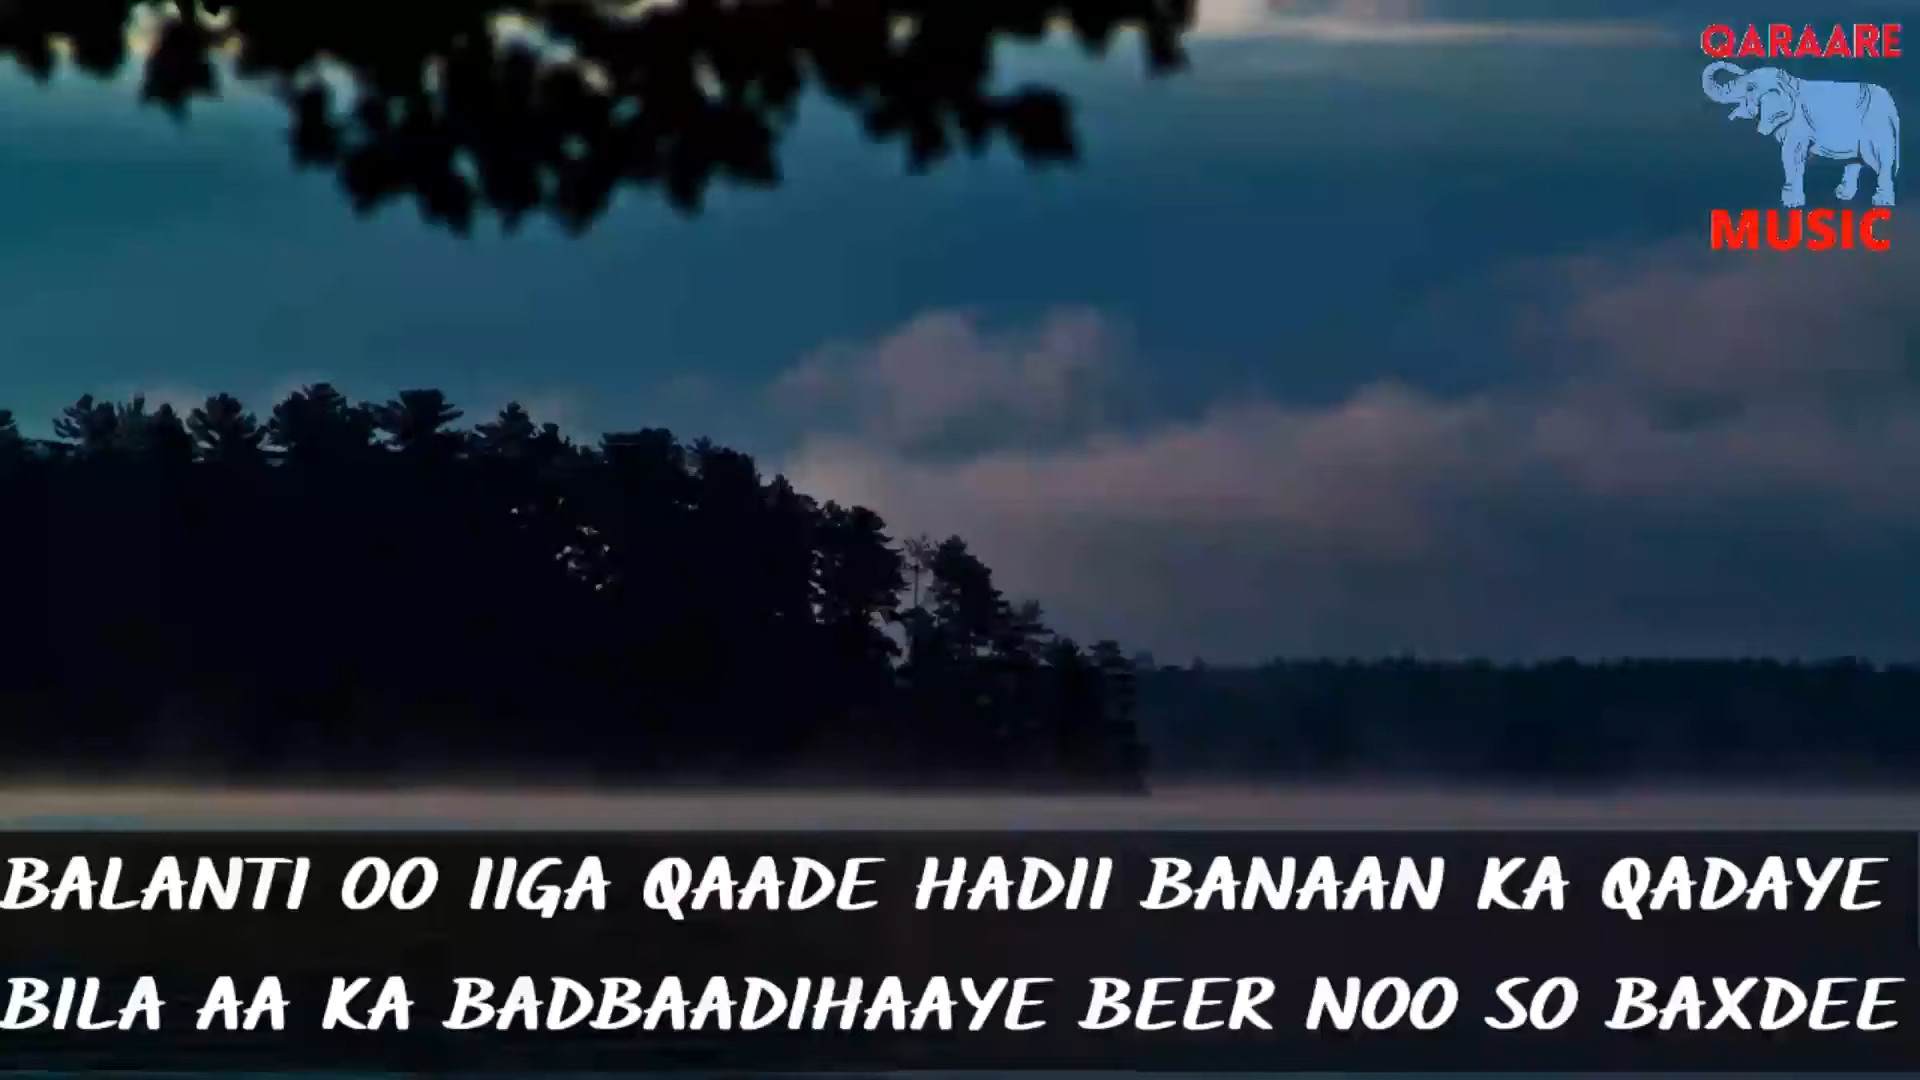 QARAARE
MUSIC
BALANTI OO IIGA QAADE HADII BANAAN KA QADAYE
BILA AA KA BADBAADIHAAYE BEER NOO SO BAXDEE